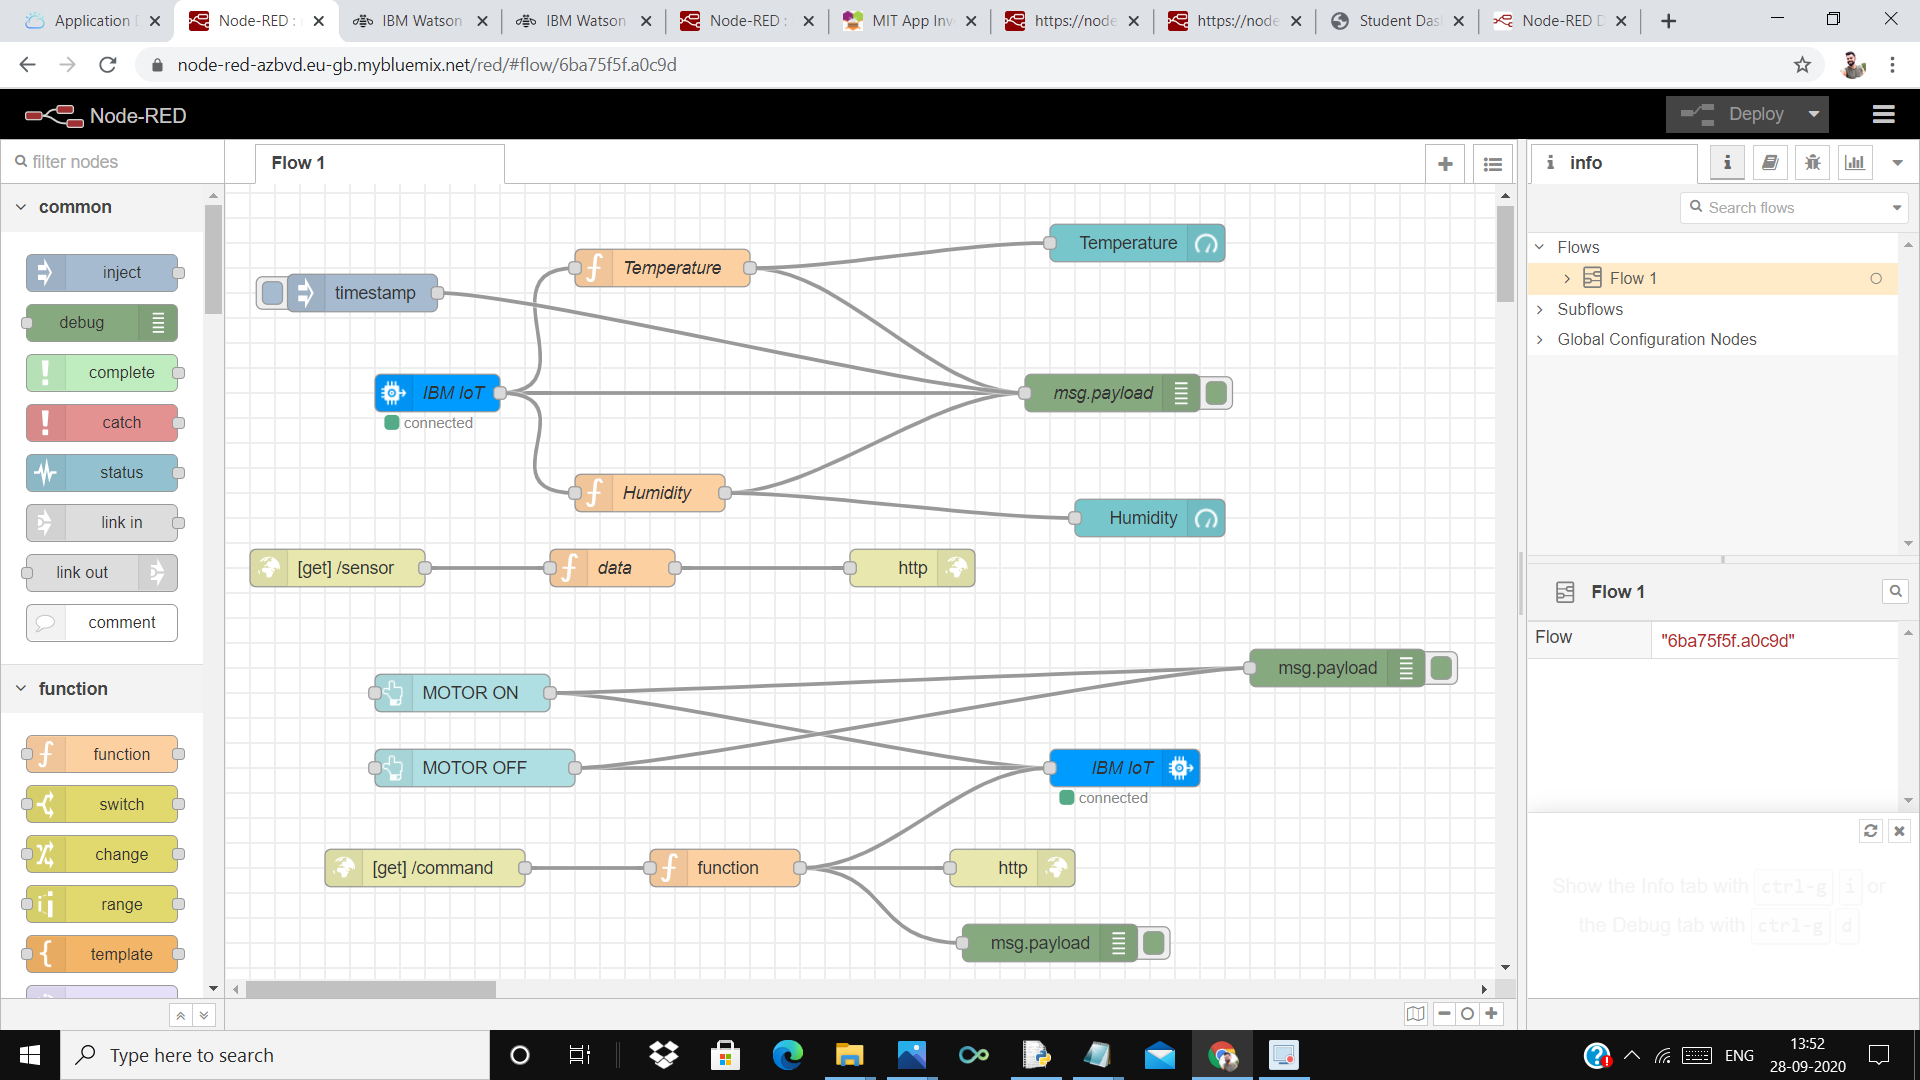 Application D
Node-RED : n
IBM Watson
IBM Watson
Node-RED :
MIT App Inv
https://node
https://node
Student Das
Node-RED D
node-red-azbvd.eu-gb.mybluemix.net/red/#flow/6ba75f5f.a0c9d
Node-RED
Deploy
filter nodes
Flow 1
info
common
Search flows
inject
debug
complete
catch
status
link in
link out
comment
function
function
switch
change
range
template
timestamp
Temperature
Temperature
IBM IoT
connected
msg.payload
Humidity
Humidity
[get] /sensor
data
http
MOTOR ON
msg.payload
MOTOR OFF
IBM IoT
connected
[get] /command
function
http
msg.payload
Flows
Flow 1
Subflows
Global Configuration Nodes
Flow 1
Flow
"6ba75f5f.a0c9d"
Show the Info tab with ctrl-g i or
the Debug tab with ctrl-g d
Type here to search
ENG
13:52
28-09-2020